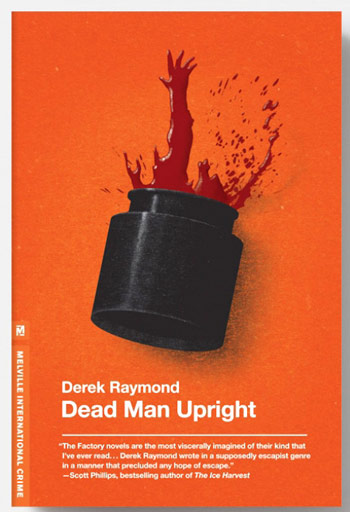 Derek Raymond
Dead Man Upright
“The Factory novels are the most viscerally imagined of their kind that
I’ve ever read... Derek Raymond wrote in a supposedly escapist genre
in a manner that precluded any hope of escape.”
—Scott Phillips, bestselling author of The Ice Harvest
MELVILLE INTERNATIONAL CRIME